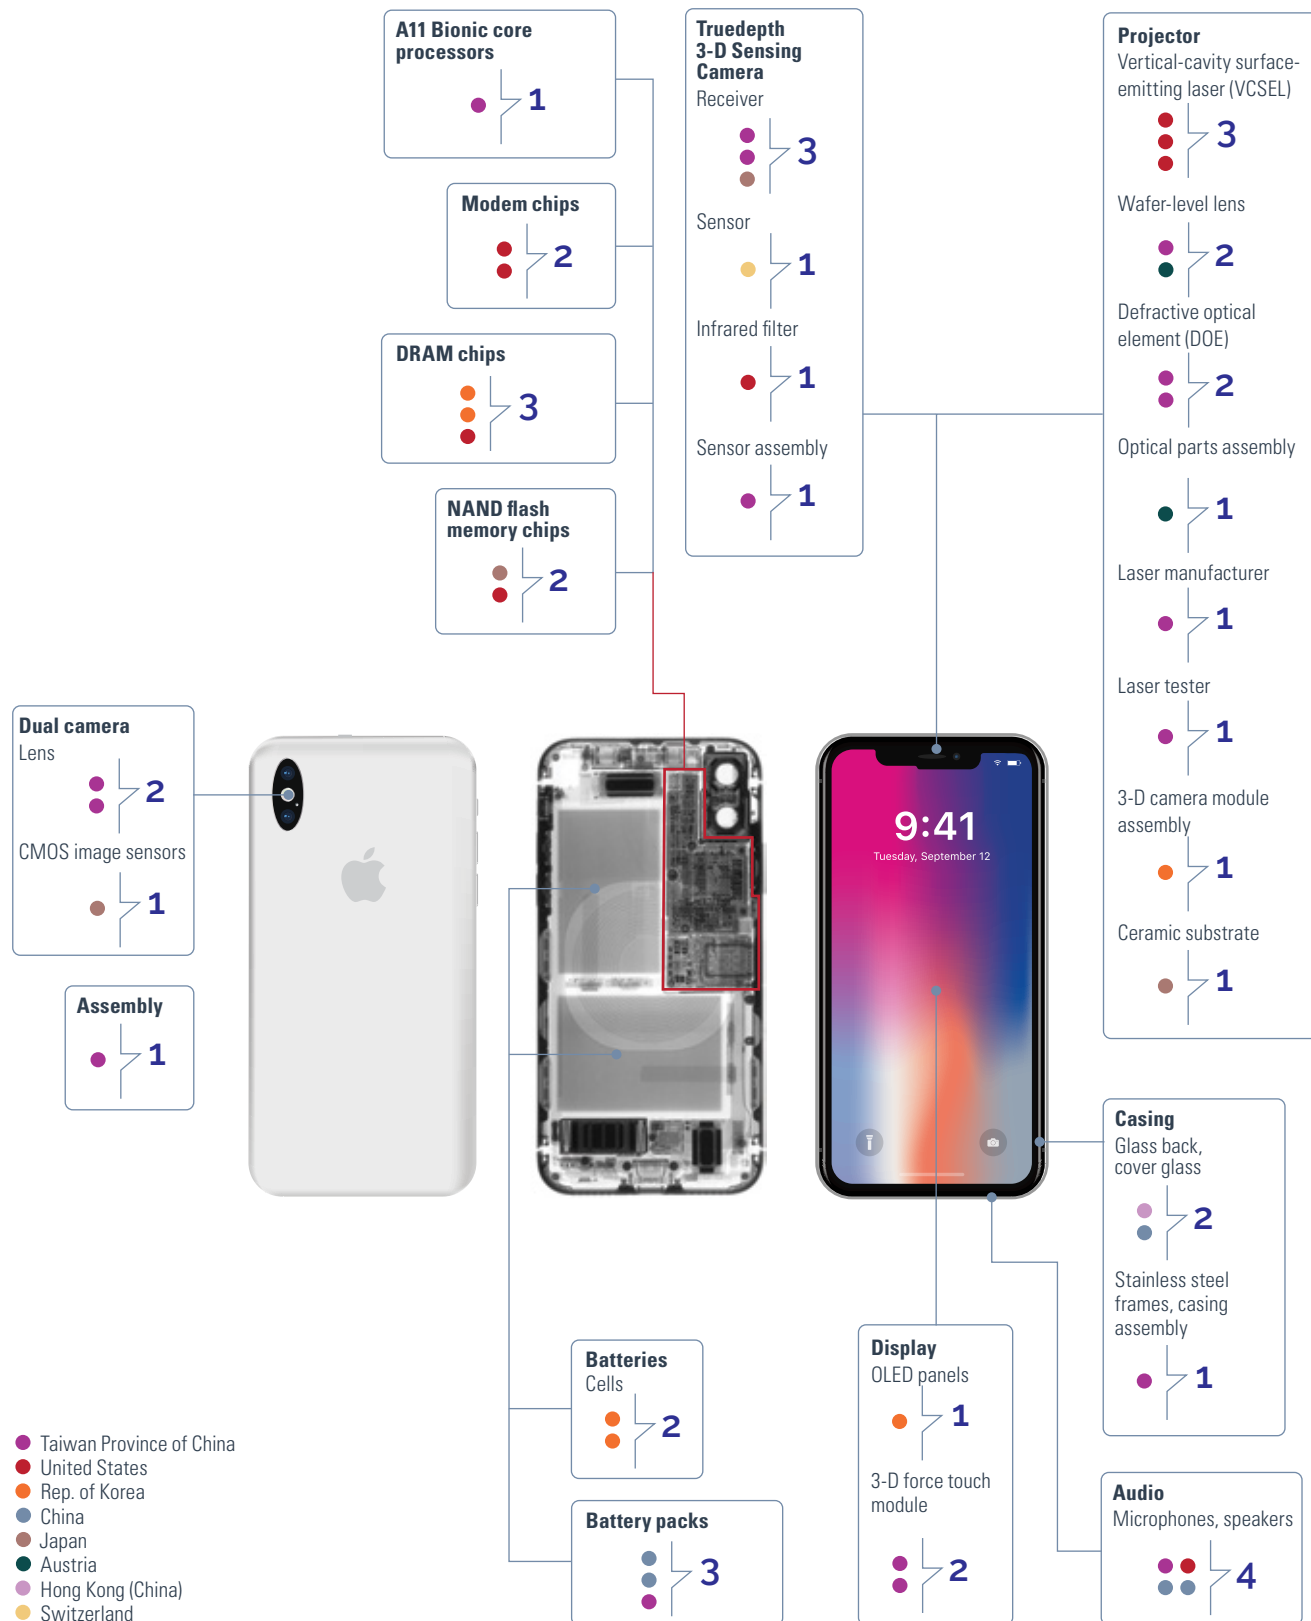 A11 Bionic core
processors
1
Modem chips
2
DRAM chips
3
NAND flash
memory chips
2
Truedepth
3-D Sensing
Camera
Receiver
3
Sensor
1
Infrared filter
1
Sensor assembly
1
Projector
Vertical-cavity surface-
emitting laser (VCSEL)
3
Wafer-level lens
2
Defractive optical
element (DOE)
2
Optical parts assembly
1
Laser manufacturer
1
Laser tester
1
3-D camera module
assembly
1
Ceramic substrate
1
Dual camera
Lens
2
CMOS image sensors
1
Assembly
1
9:41
Tuesday, September 12
Casing
Glass back,
cover glass
2
Stainless steel
frames, casing
assembly
1
Batteries
Cells
2
Battery packs
3
Display
OLED panels
1
3-D force touch
module
2
Audio
Microphones, speakers
4
Taiwan Province of China
United States
Rep. of Korea
China
Japan
Austria
Hong Kong (China)
Switzerland